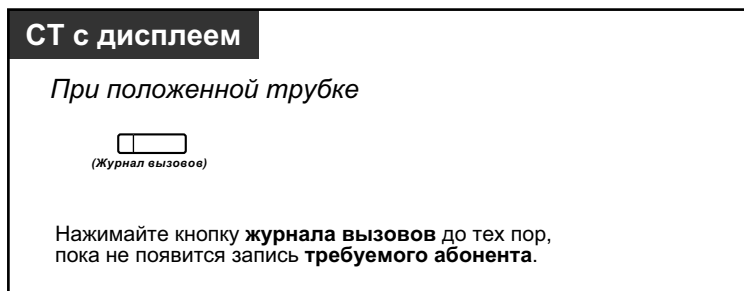 СТ с дисплеем
При положенной трубке
(Журнал вызовов)
Нажимайте кнопку журнала вызовов до тех пор,
пока не появится запись требуемого абонента.